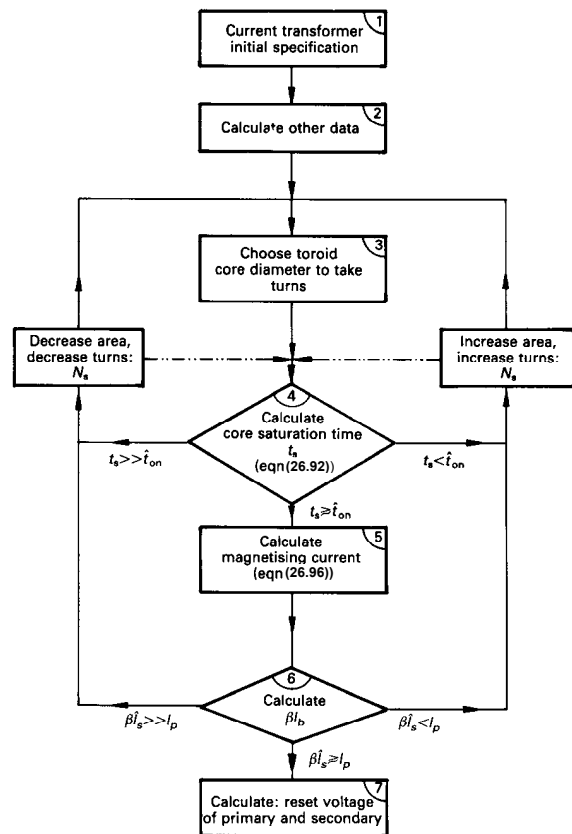 1
Current transformer
initial specification
2
Calculate other data
3
Choose toroid
core diameter to take
turns
Decrease area,
decrease turns:
Nₛ
Increase area,
increase turns:
Nₛ
4
Calculate
core saturation time
tₛ
(eqn(26.92))
tₛ>>t̂ₒₙ
tₛ<t̂ₒₙ
tₛ⩾t̂ₒₙ
5
Calculate
magnetising current
(eqn(26.96))
6
Calculate
βI_b
βÎₛ>>Iₚ
βÎₛ<Iₚ
βÎₛ⩾Iₚ
7
Calculate: reset voltage
of primary and secondary